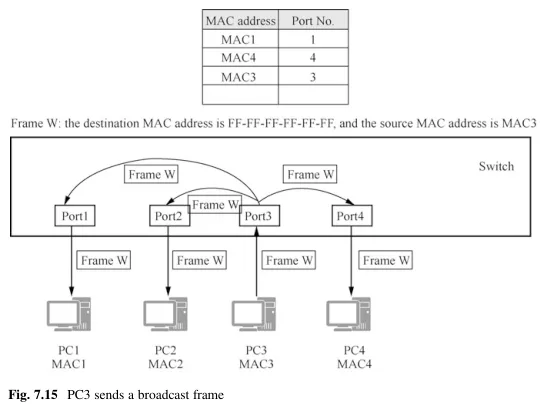 MAC address Port No.
MAC1 1
MAC4 4
MAC3 3
Frame W: the destination MAC address is FF-FF-FF-FF-FF-FF, and the source MAC address is MAC3
Switch
Frame W Frame W
Frame W
Port1 Port2 Port3 Port4
Frame W Frame W Frame W Frame W
PC1 PC2 PC3 PC4
MAC1 MAC2 MAC3 MAC4
Fig. 7.15 PC3 sends a broadcast frame